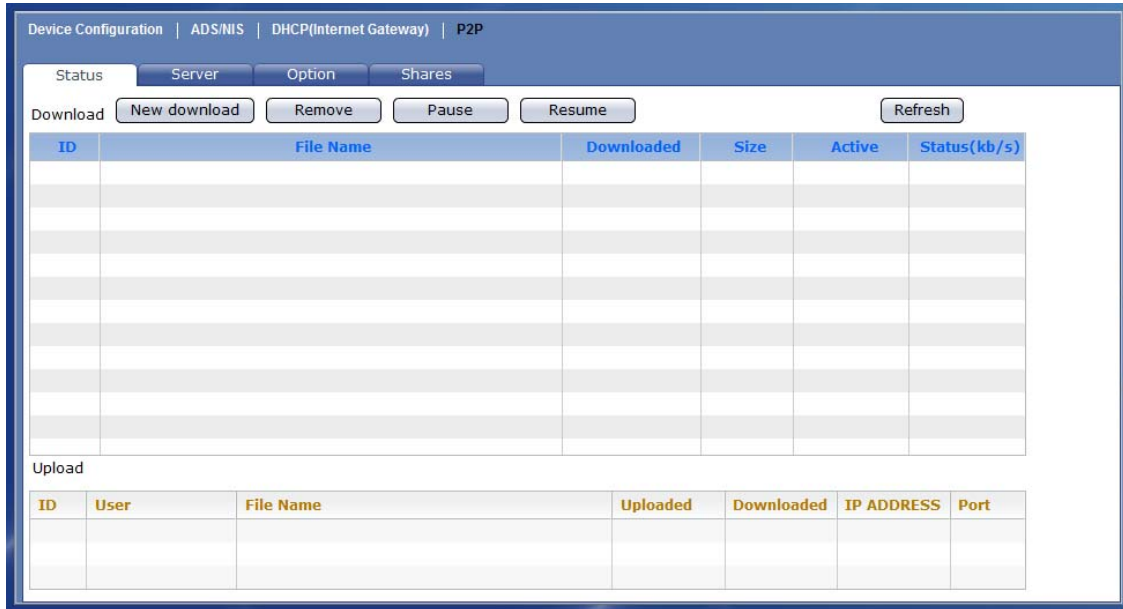 Device Configuration | ADS/NIS | DHCP(Internet Gateway) | P2P
Status Server Option Shares
Download New download Remove Pause Resume Refresh
ID File Name Downloaded Size Active Status(kb/s)
Upload
ID User File Name Uploaded Downloaded IP ADDRESS Port